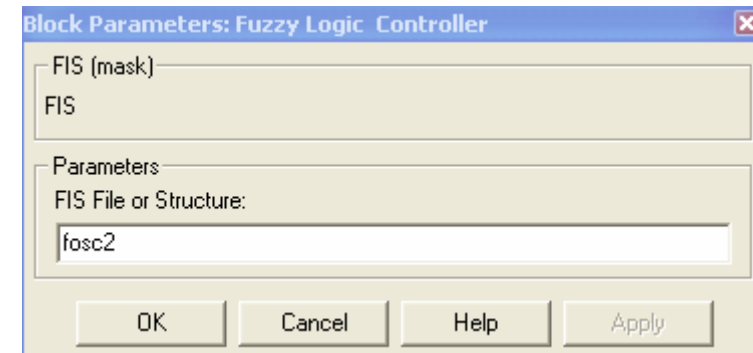 Block Parameters: Fuzzy Logic Controller
FIS (mask)
FIS
Parameters
FIS File or Structure:
fosc2
OK Cancel Help Apply